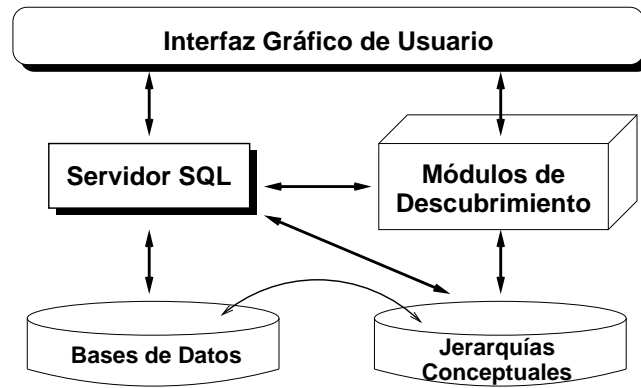 Interfaz Gráfico de Usuario
Servidor SQL
Módulos de
Descubrimiento
Bases de Datos
Jerarquías
Conceptuales